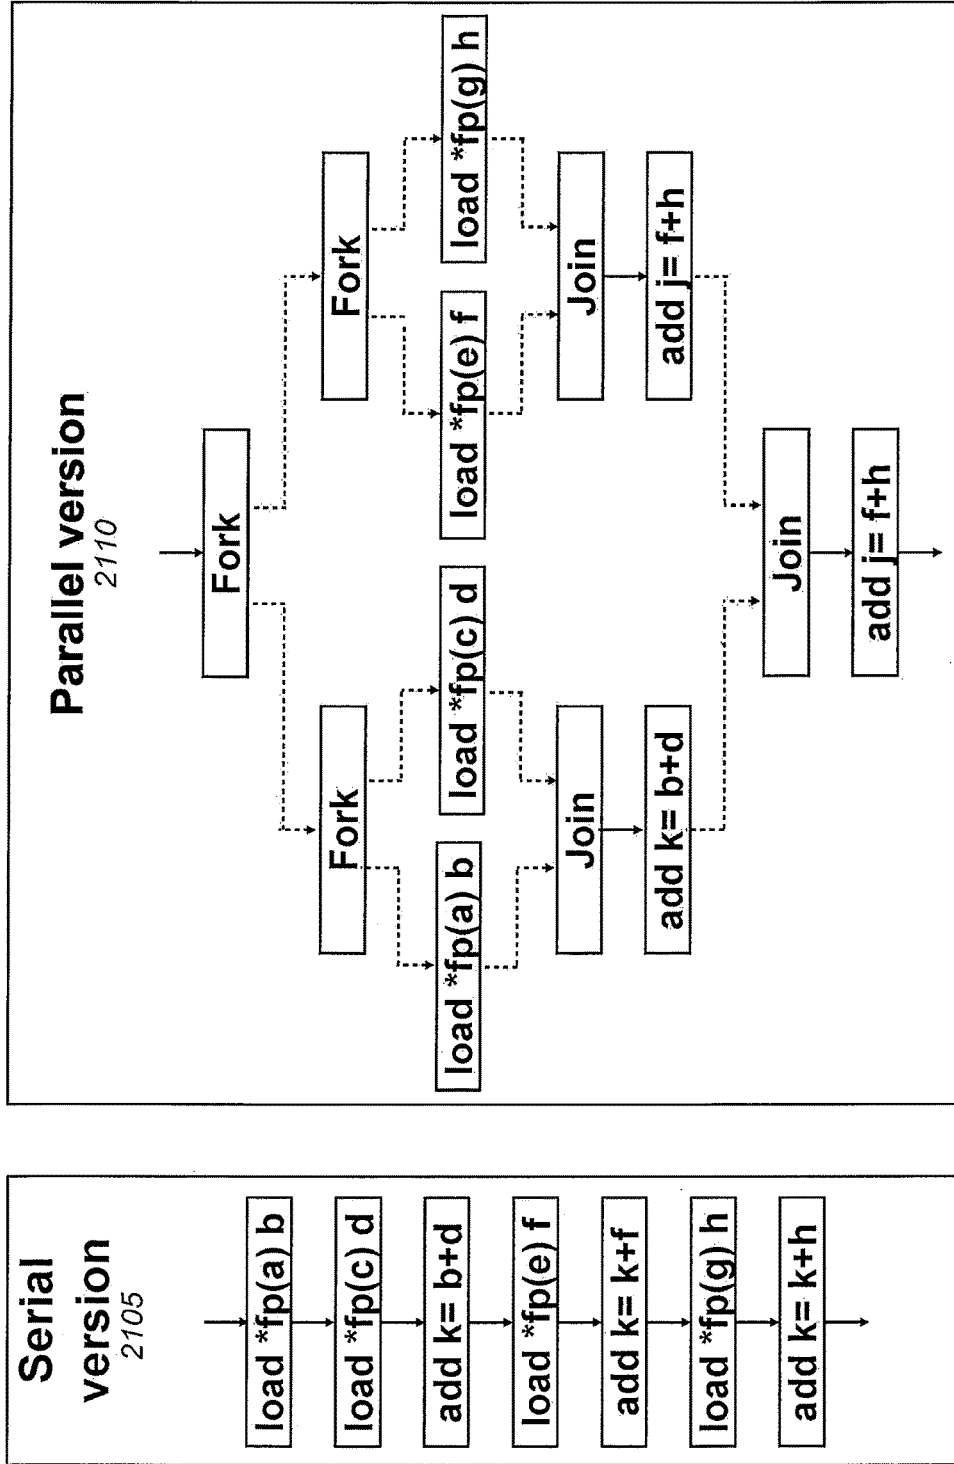 Serial
version
2105
load *fp(a) b
load *fp(c) d
add k= b+d
load *fp(e) f
add k= k+f
load *fp(g) h
add k= k+h
Parallel version
2110
Fork
Fork
Fork
load *fp(a) b
load *fp(c) d
load *fp(e) f
load *fp(g) h
Join
Join
add k= b+d
add j= f+h
Join
add j= f+h